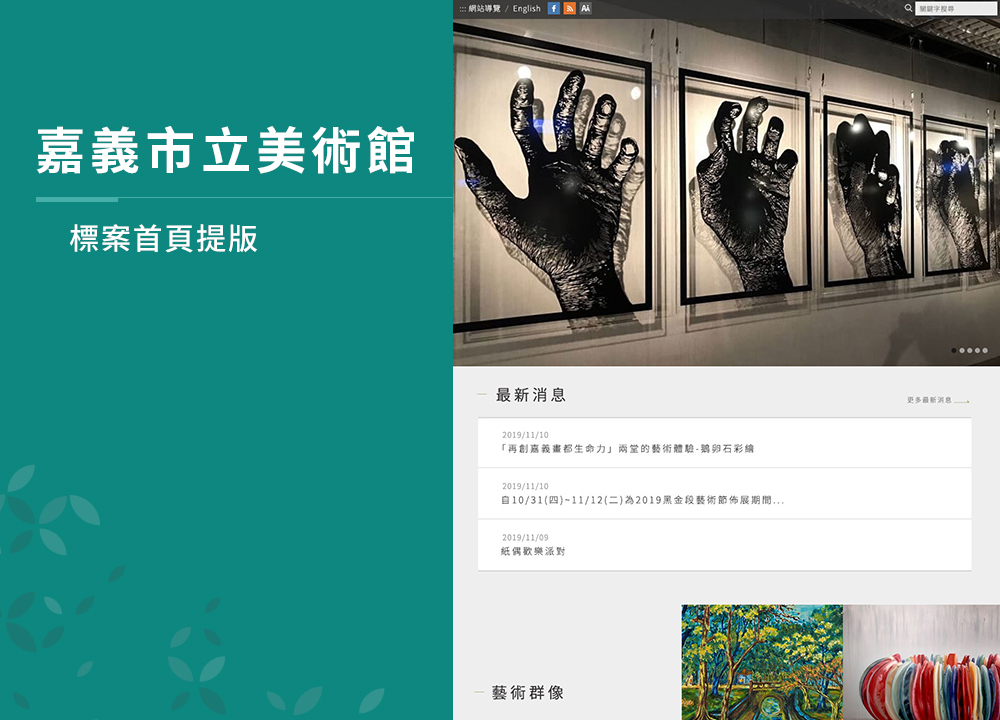 嘉義市立美術館
標案首頁提版
::: 網站導覽 / English f Ai
關鍵字搜尋
最新消息
更多最新消息
2019/11/10
「再創嘉義畫都生命力」兩堂的藝術體驗-鵝卵石彩繪
2019/11/10
自10/31(四)~11/12(二)為2019黑金段藝術節佈展期間...
2019/11/09
紙偶歡樂派對
藝術群像